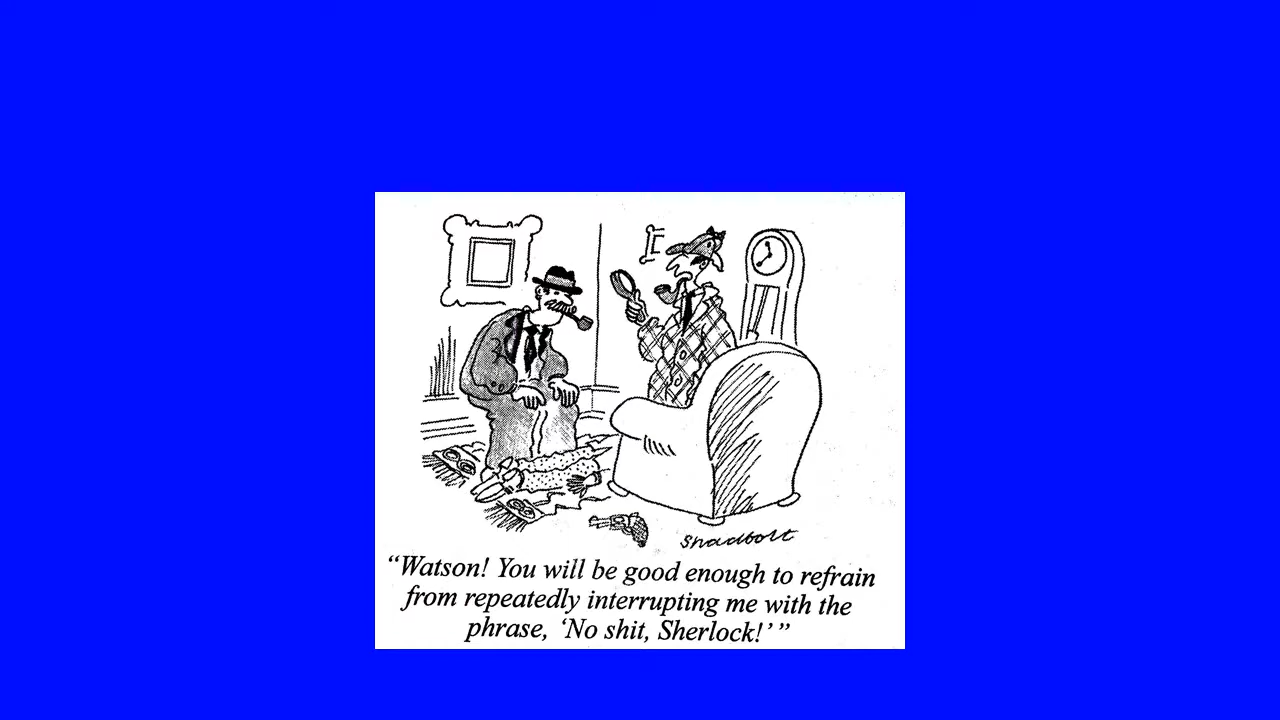 Shadbolt
“Watson! You will be good enough to refrain
from repeatedly interrupting me with the
phrase, ‘No shit, Sherlock!’”